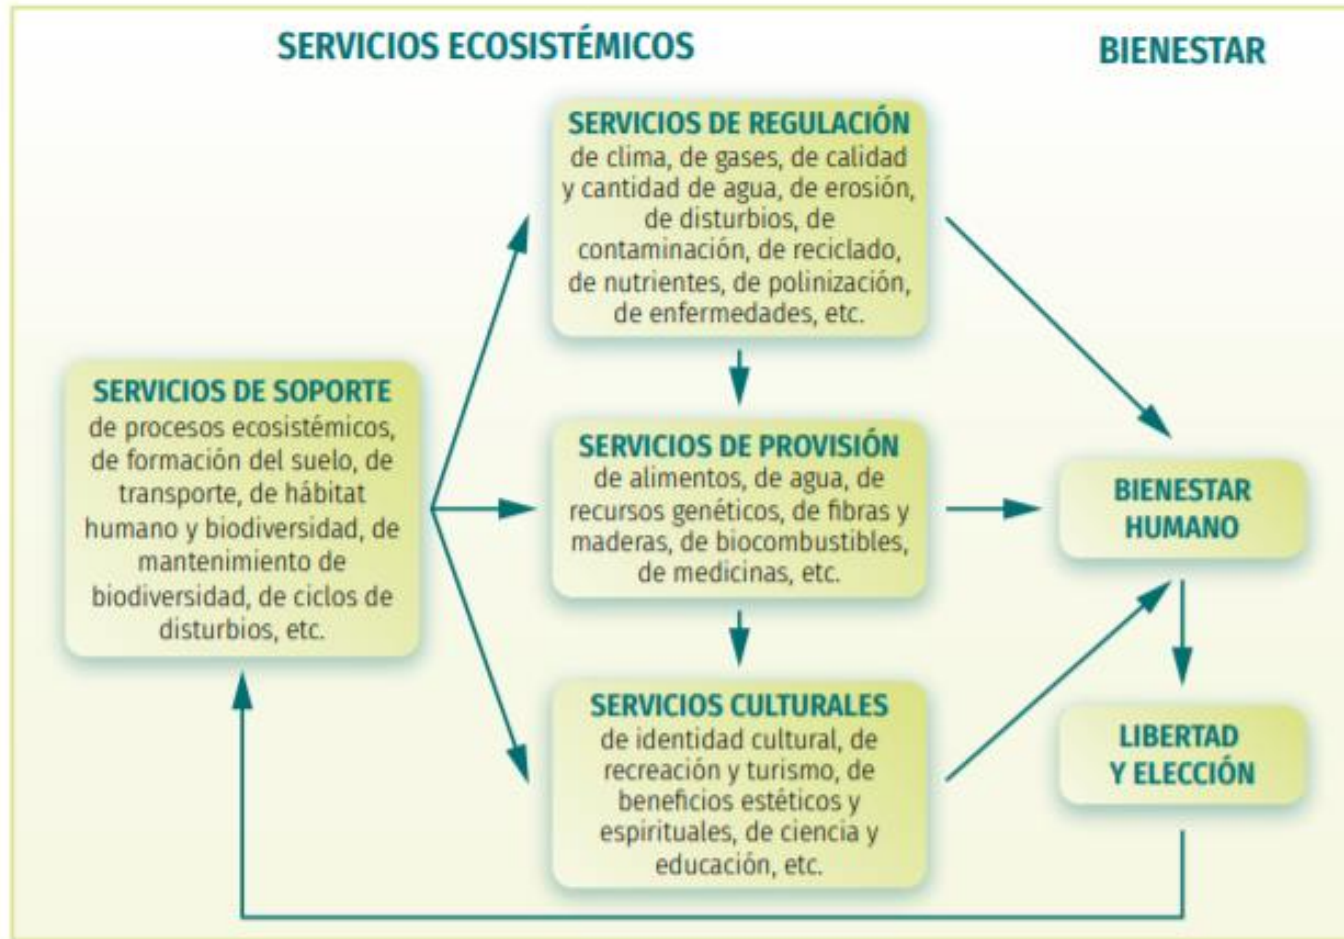 SERVICIOS ECOSISTÉMICOS
BIENESTAR
SERVICIOS DE REGULACIÓN
de clima, de gases, de calidad
y cantidad de agua, de erosión,
de disturbios, de
contaminación, de reciclado,
de nutrientes, de polinización,
de enfermedades, etc.
SERVICIOS DE SOPORTE
de procesos ecosistémicos,
de formación del suelo, de
transporte, de hábitat
humano y biodiversidad, de
mantenimiento de
biodiversidad, de ciclos de
disturbios, etc.
SERVICIOS DE PROVISIÓN
de alimentos, de agua, de
recursos genéticos, de fibras y
maderas, de biocombustibles,
de medicinas, etc.
SERVICIOS CULTURALES
de identidad cultural, de
recreación y turismo, de
beneficios estéticos y
espirituales, de ciencia y
educación, etc.
BIENESTAR
HUMANO
LIBERTAD
Y ELECCIÓN